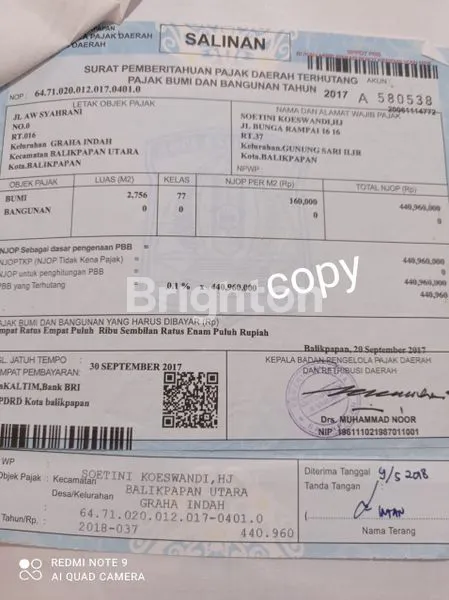 KPAPAN
PAJAK DAERAH
DAERAH
SALINAN
SURAT PEMBERITAHUAN PAJAK DAERAH TERHUTANG
PAJAK BUMI DAN BANGUNAN TAHUN 2017
AKUN
A 580538
NOP : 64.71.020.012.017.0401.0
20061114772
LETAK OBJEK PAJAK
JL AW SYAHRANI
NO.0
RT.016
Kelurahan GRAHA INDAH
Kecamatan BALIKPAPAN UTARA
Kota.BALIKPAPAN
NAMA DAN ALAMAT WAJIB PAJAK
SOETINI KOESWANDI,HJ
JL BUNGA RAMPAI 16 16
RT.37
Kelurahan GUNUNG SARI ILIR
Kota.BALIKPAPAN
NPWP
OBJEK PAJAK LUAS (M2) KELAS NJOP PER M2 (Rp) TOTAL NJOP (Rp)
BUMI 2,756 77 160,000 440,960,000
BANGUNAN 0 0 0 0
NJOP Sebagai dasar pengenaan PBB = 440,960,000
NJOPTKP (NJOP Tidak Kena Pajak) = 0
NJOP untuk penghitungan PBB = 440,960,000
PBB yang Terhutang = 0.1 % x 440,960,000 440,960
copy
Brighton
PAJAK BUMI DAN BANGUNAN YANG HARUS DIBAYAR (Rp)
mpat Ratus Empat Puluh Ribu Sembilan Ratus Enam Puluh Rupiah
GL. JATUH TEMPO : 30 SEPTEMBER 2017
EMPAT PEMBAYARAN:
KALTIM,Bank BRI
PDRD Kota balikpapan
Balikpapan, 20 September 2017
KEPALA BADAN PENGELOLA PAJAK DAERAH
DAN RETRIBUSI DAERAH
Drs. MUHAMMAD NOOR
NIP 196111021987011001
WP : SOETINI KOESWANDI,HJ
Objek Pajak : Kecamatan BALIKPAPAN UTARA
Desa/Kelurahan GRAHA INDAH
64.71.020.012.017-0401.0
Tahun/Rp. : 2018-037 440.960
Diterima Tanggal : 9/5 2018
Tanda Tangan :
Nama Terang
REDMI NOTE 9
AI QUAD CAMERA